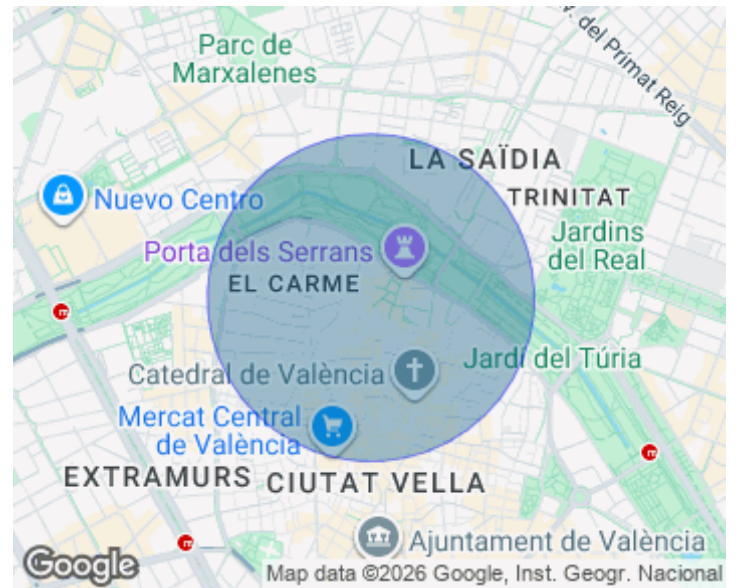 Parc de
Marxalenes
. del Primat Reig
LA SAÏDIA
Nuevo Centro
TRINITAT
Jardins
del Real
Porta dels Serrans
EL CARME
Catedral de València
Jardí del Túria
Mercat Central
de València
EXTRAMURS
CIUTAT VELLA
Ajuntament de València
Google
Map data ©2026 Google, Inst. Geogr. Nacional